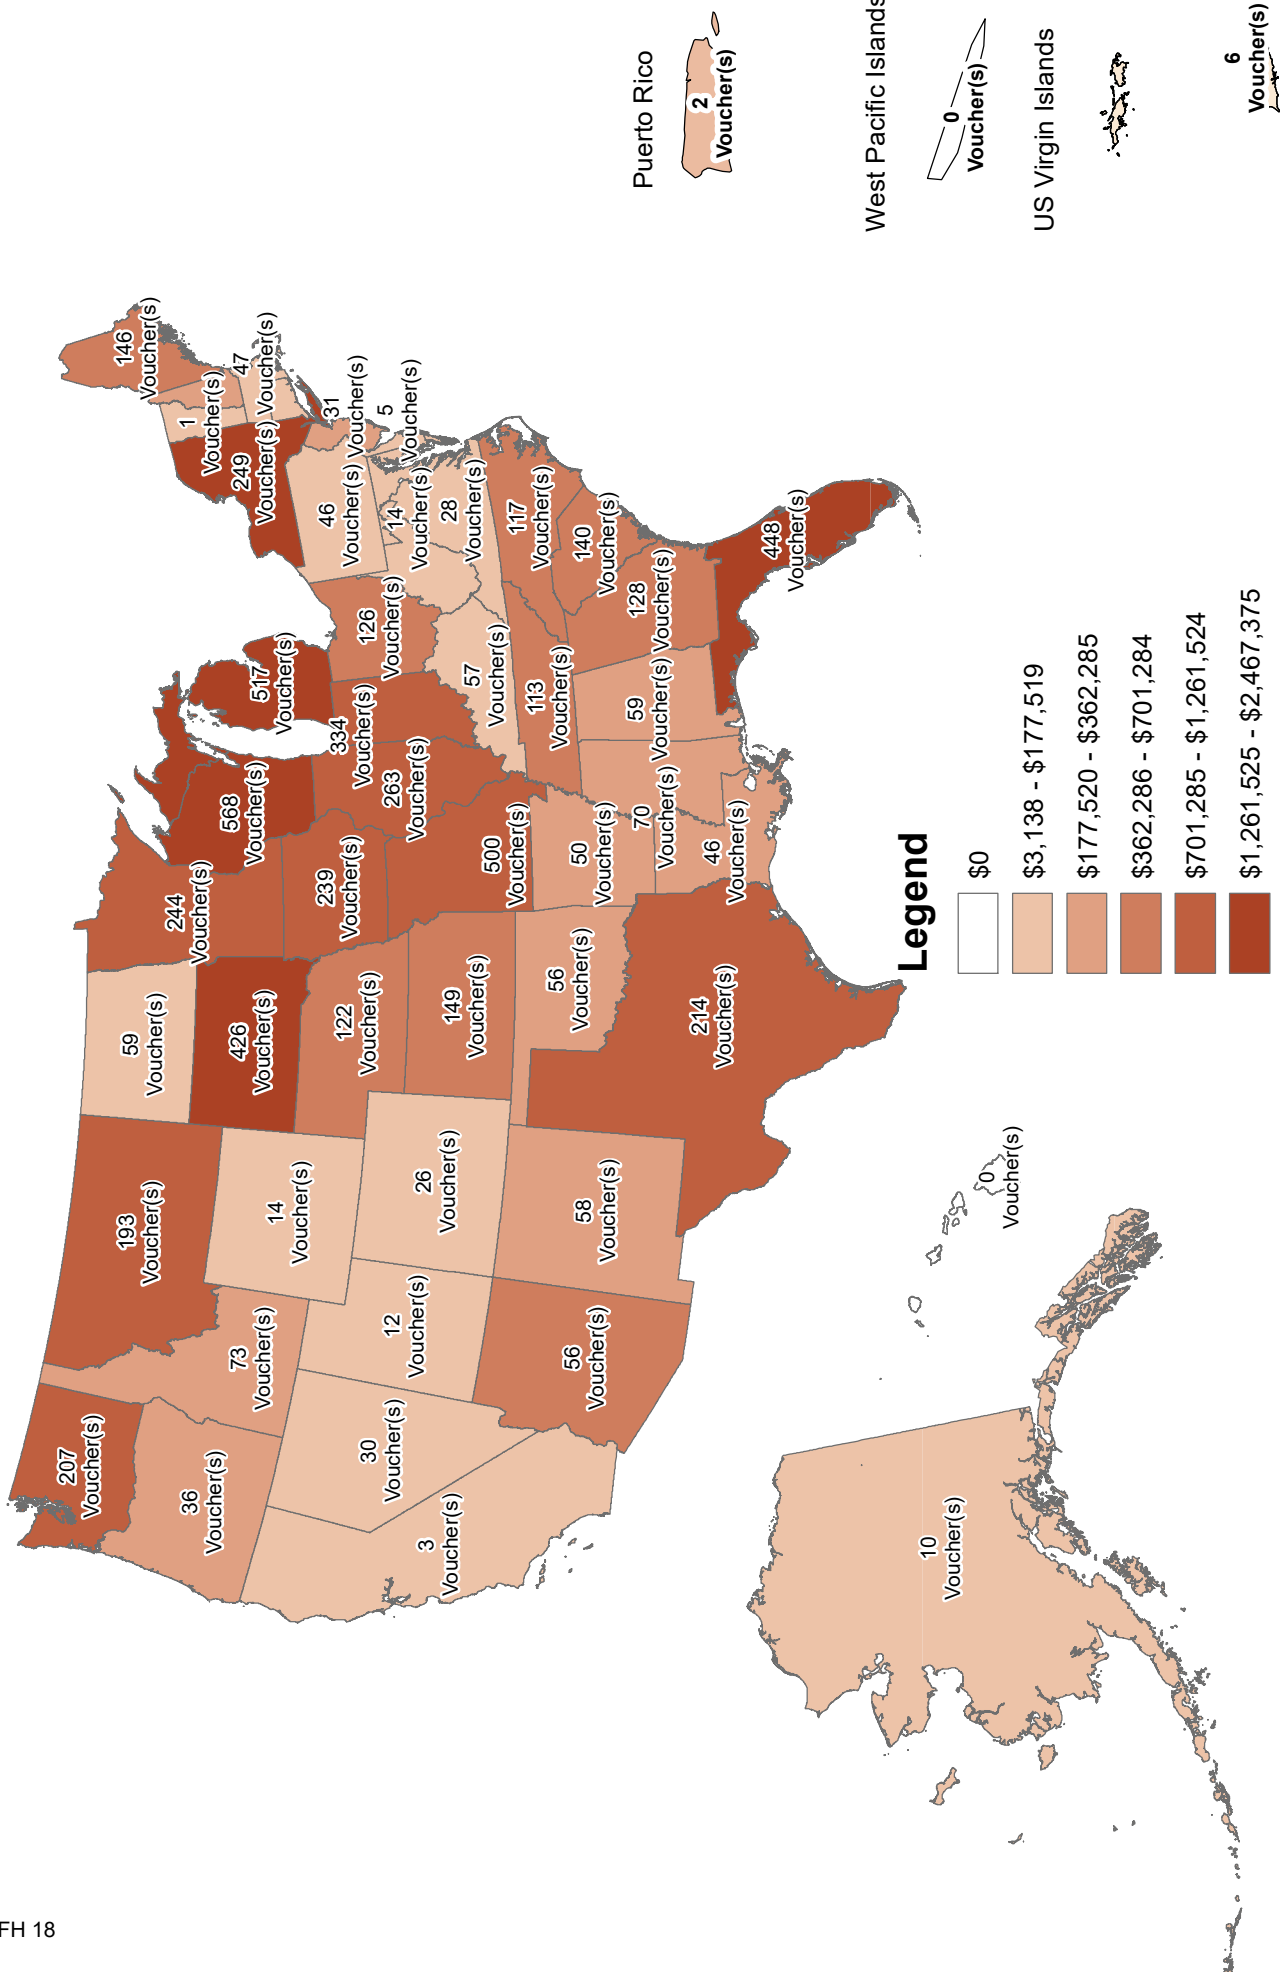 207
Voucher(s)
36
Voucher(s)
3
Voucher(s)
30
Voucher(s)
73
Voucher(s)
193
Voucher(s)
14
Voucher(s)
12
Voucher(s)
56
Voucher(s)
26
Voucher(s)
58
Voucher(s)
59
Voucher(s)
426
Voucher(s)
122
Voucher(s)
149
Voucher(s)
56
Voucher(s)
214
Voucher(s)
244
Voucher(s)
239
Voucher(s)
500
Voucher(s)
50
Voucher(s)
46
Voucher(s)
568
Voucher(s)
263
Voucher(s)
334
Voucher(s)
517
Voucher(s)
126
Voucher(s)
57
Voucher(s)
113
Voucher(s)
70
Voucher(s)
59
Voucher(s)
128
Voucher(s)
448
Voucher(s)
140
Voucher(s)
117
Voucher(s)
28
Voucher(s)
14
Voucher(s)
46
Voucher(s)
5
Voucher(s)
31
Voucher(s)
249
Voucher(s)
47
Voucher(s)
1
Voucher(s)
146
Voucher(s)
10
Voucher(s)
0
Voucher(s)
Legend
$0
$3,138 - $177,519
$177,520 - $362,285
$362,286 - $701,284
$701,285 - $1,261,524
$1,261,525 - $2,467,375
Puerto Rico
2
Voucher(s)
West Pacific Islands
0
Voucher(s)
US Virgin Islands
6
Voucher(s)
FH 18